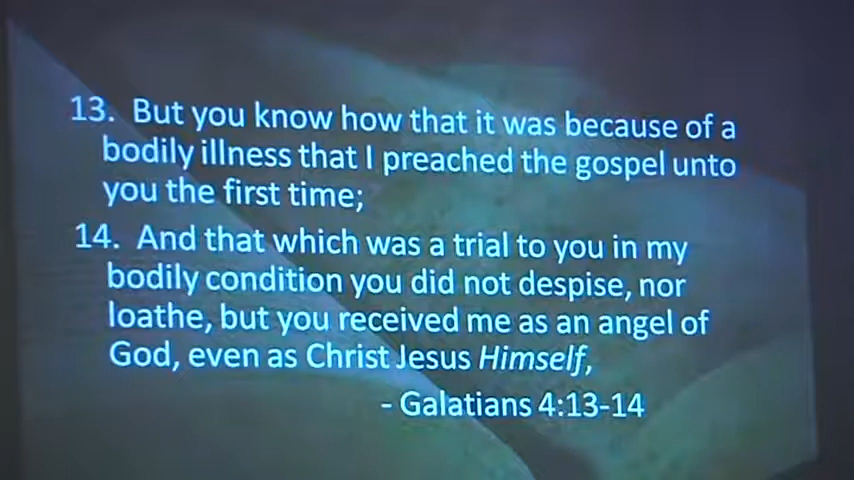 13. But you know how that it was because of a
bodily illness that I preached the gospel unto
you the first time;
14. And that which was a trial to you in my
bodily condition you did not despise, nor
loathe, but you received me as an angel of
God, even as Christ Jesus Himself,
- Galatians 4:13-14